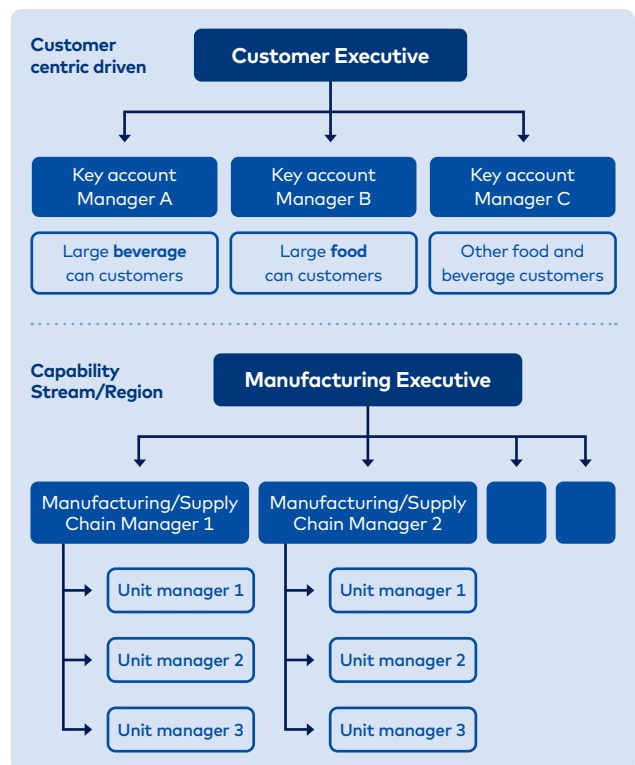 Customer
centric driven
Customer Executive
Key account
Manager A
Key account
Manager B
Key account
Manager C
Large beverage
can customers
Large food
can customers
Other food and
beverage customers
Capability
Stream/Region
Manufacturing Executive
Manufacturing/Supply
Chain Manager 1
Manufacturing/Supply
Chain Manager 2
Unit manager 1
Unit manager 2
Unit manager 3
Unit manager 1
Unit manager 2
Unit manager 3